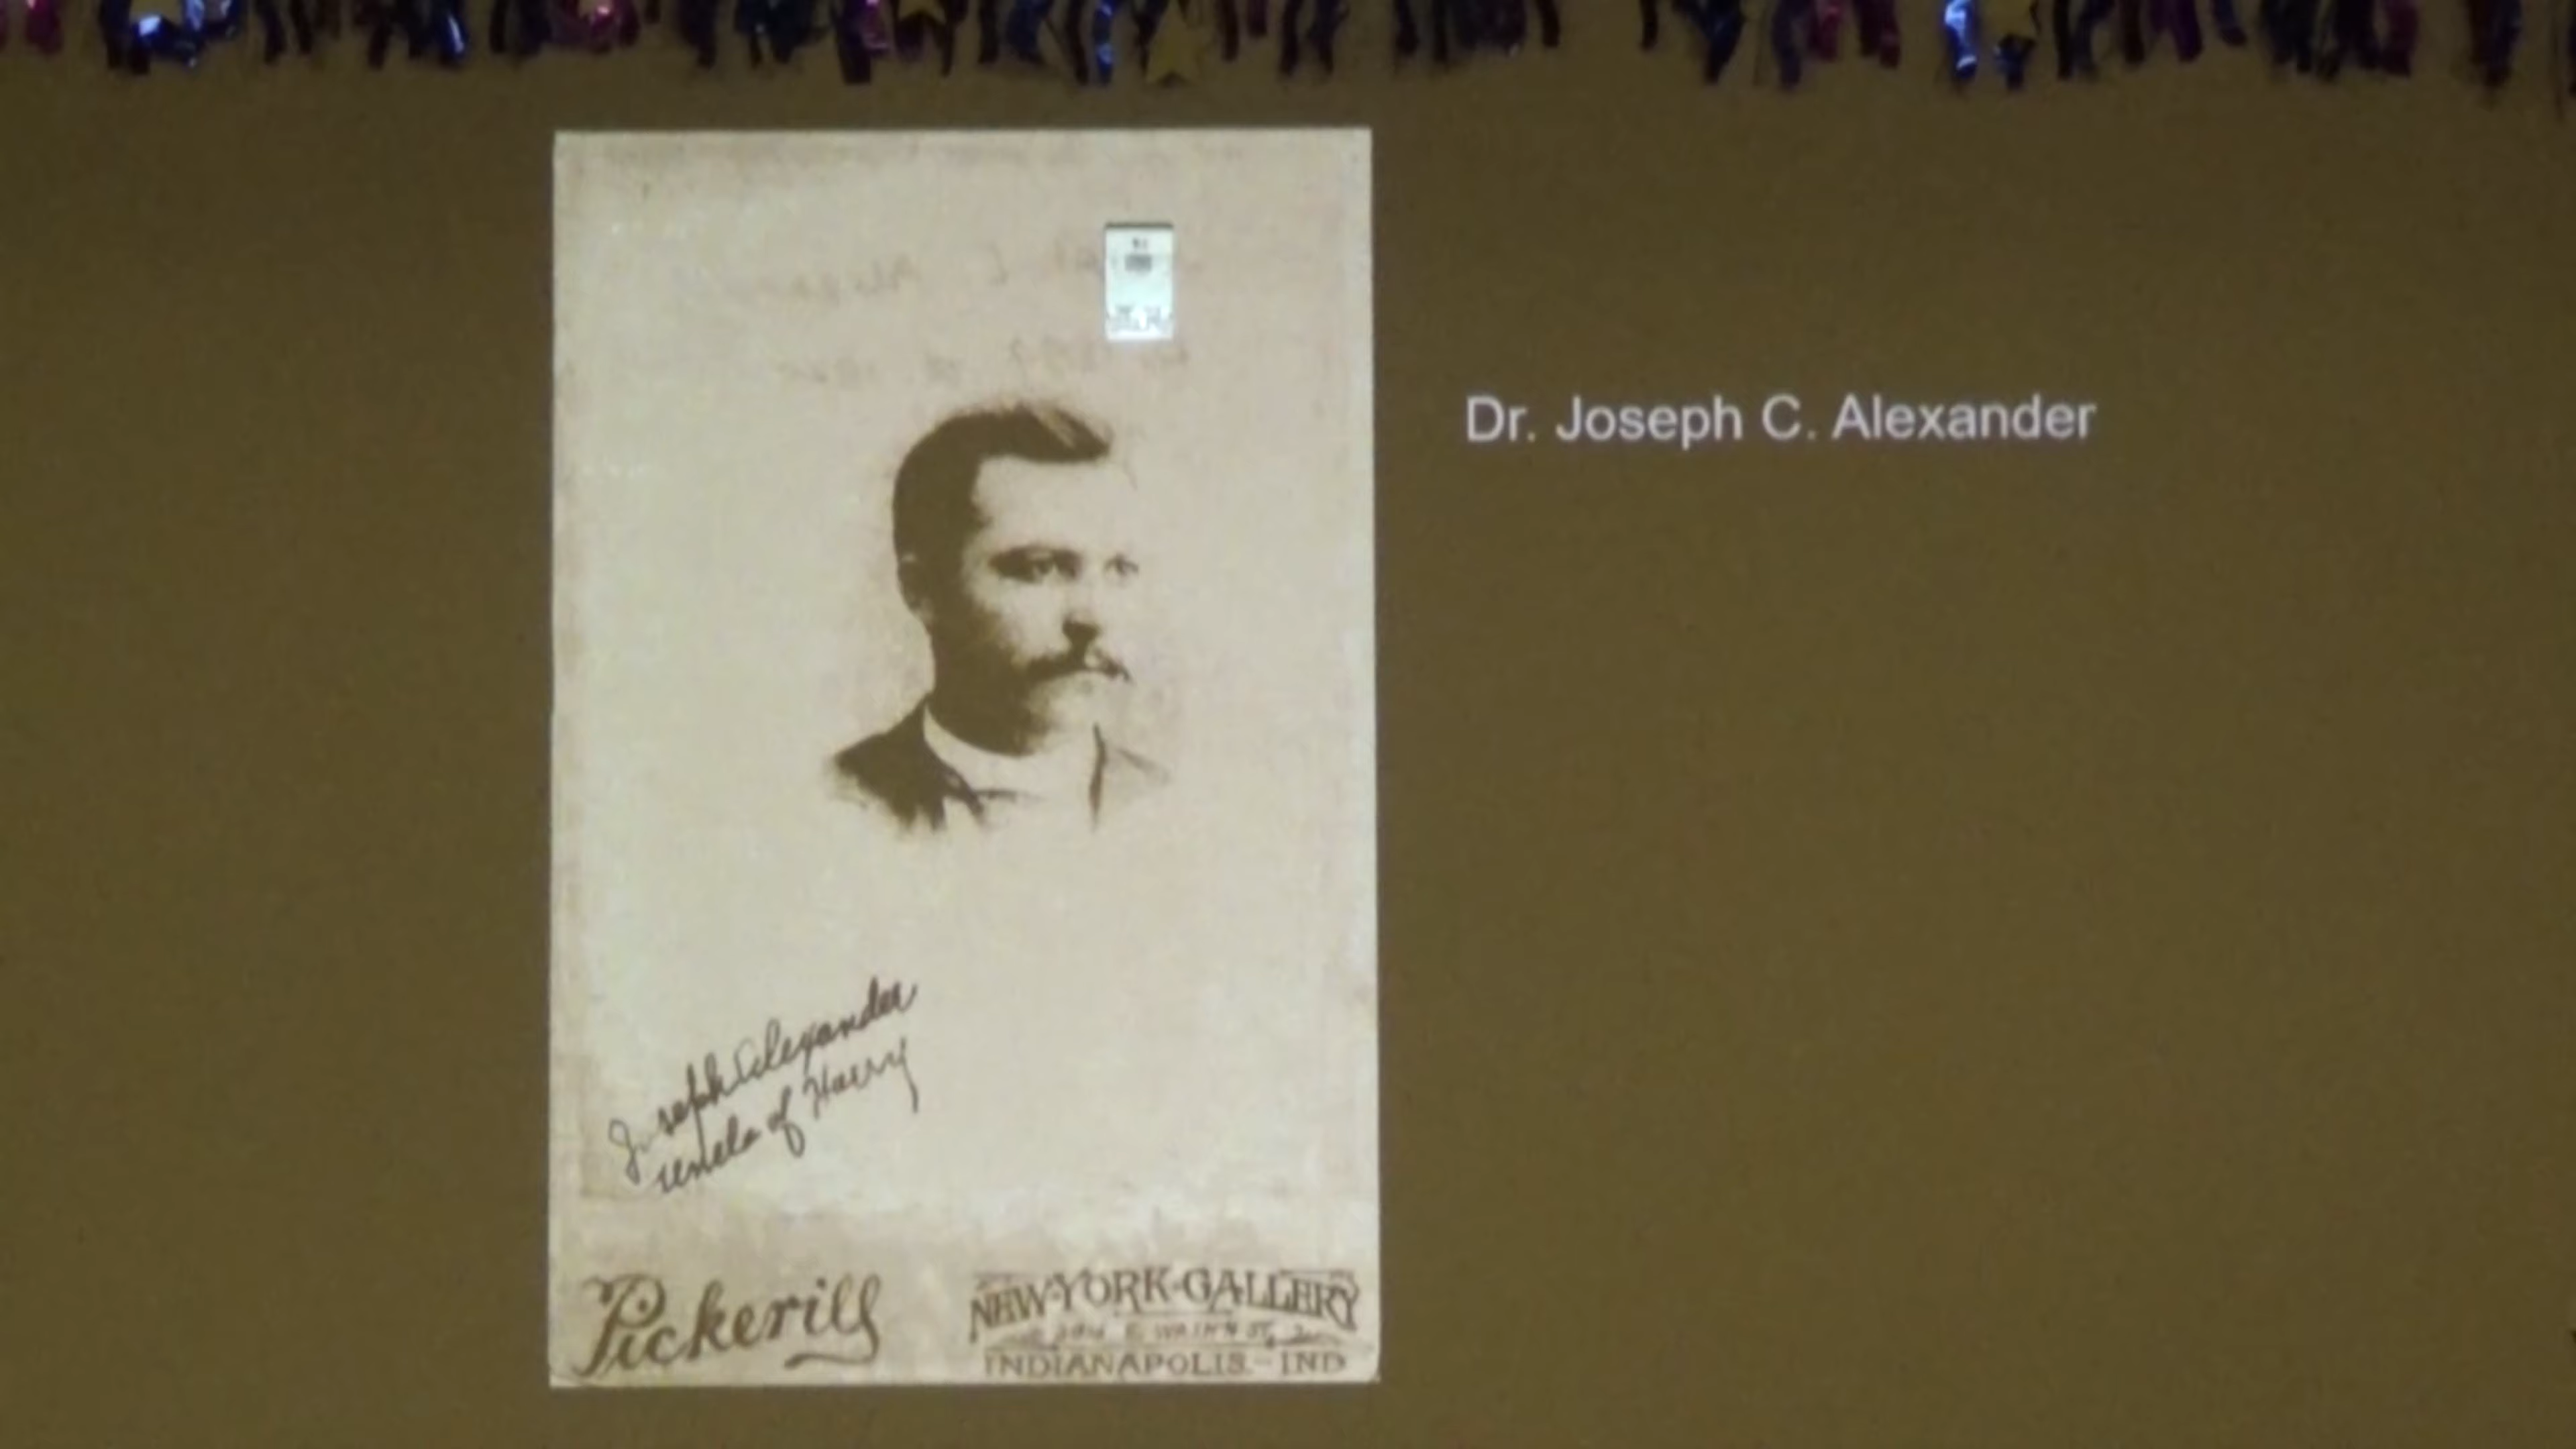 Dr. Joseph C. Alexander
Joseph Alexander
uncle of Harry
Pickerill
NEW-YORK-GALLERY
INDIANAPOLIS-IND